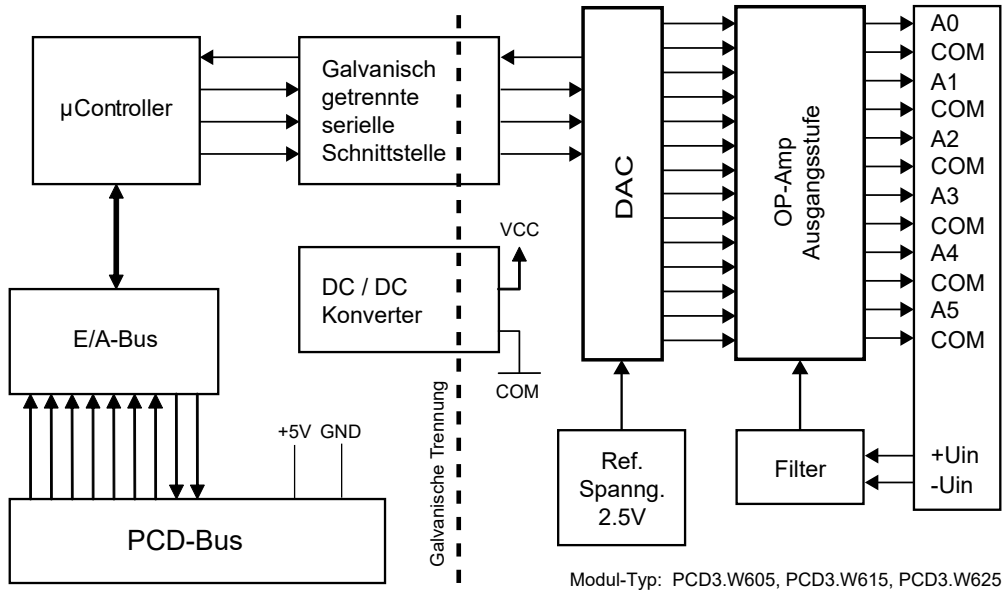 µController
Galvanisch
getrennte
serielle
Schnittstelle
DAC
OP-Amp
Ausgangsstufe
A0
COM
A1
COM
A2
COM
A3
COM
A4
COM
A5
COM
+Uin
-Uin
VCC
DC / DC
Konverter
COM
E/A-Bus
Galvanische Trennung
+5V GND
PCD-Bus
Ref.
Spanng.
2.5V
Filter
Modul-Typ: PCD3.W605, PCD3.W615, PCD3.W625